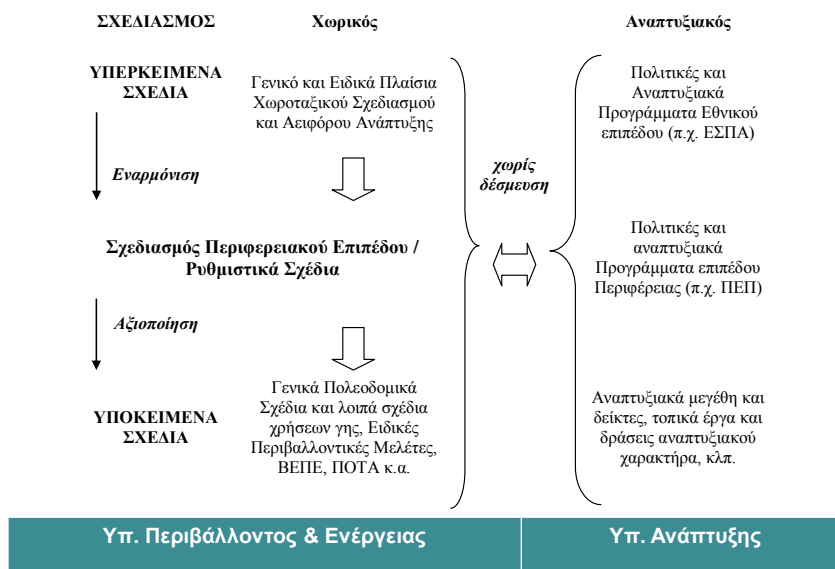 ΣΧΕΔΙΑΣΜΟΣ Χωρικός Αναπτυξιακός
ΥΠΕΡΚΕΙΜΕΝΑ
ΣΧΕΔΙΑ
Γενικό και Ειδικά Πλαίσια
Χωροταξικού Σχεδιασμού
και Αειφόρου Ανάπτυξης
Πολιτικές και
Αναπτυξιακά
Προγράμματα Εθνικού
επιπέδου (π.χ. ΕΣΠΑ)
Εναρμόνιση
χωρίς
δέσμευση
Σχεδιασμός Περιφερειακού Επιπέδου /
Ρυθμιστικά Σχέδια
Πολιτικές και
αναπτυξιακά
Προγράμματα επιπέδου
Περιφέρειας (π.χ. ΠΕΠ)
Αξιοποίηση
ΥΠΟΚΕΙΜΕΝΑ
ΣΧΕΔΙΑ
Γενικά Πολεοδομικά
Σχέδια και λοιπά σχέδια
χρήσεων γης, Ειδικές
Περιβαλλοντικές Μελέτες,
ΒΕΠΕ, ΠΟΤΑ κ.α.
Αναπτυξιακά μεγέθη και
δείκτες, τοπικά έργα και
δράσεις αναπτυξιακού
χαρακτήρα, κλπ.
Υπ. Περιβάλλοντος & Ενέργειας Υπ. Ανάπτυξης